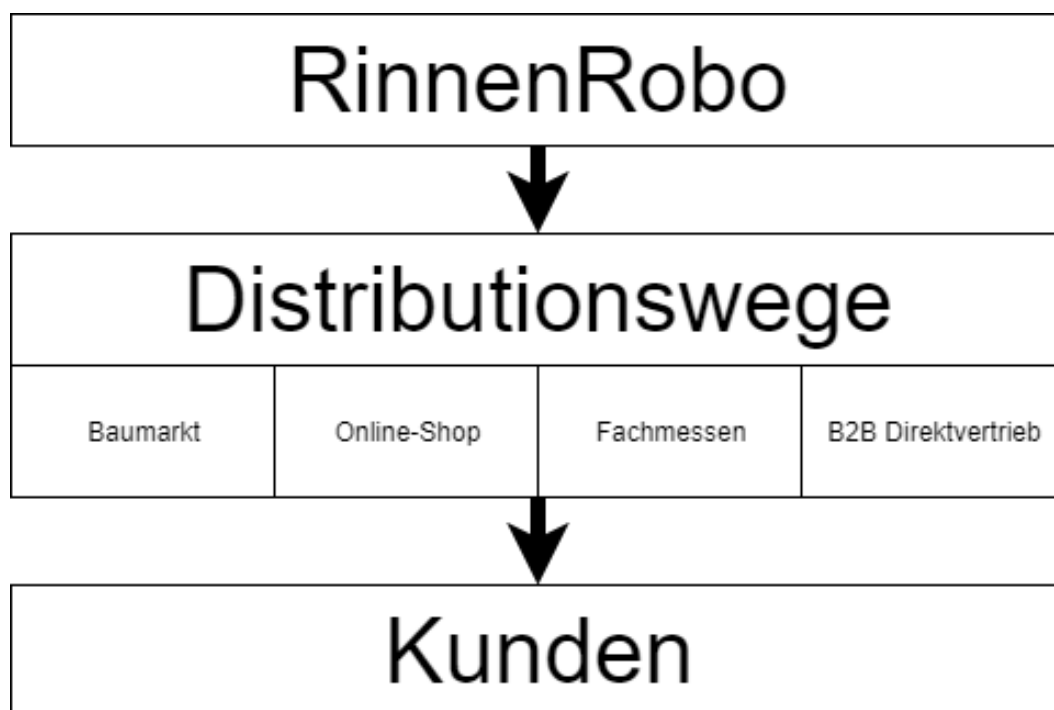 RinnenRobo
Distributionswege
Baumarkt
Online-Shop
Fachmessen
B2B Direktvertrieb
Kunden